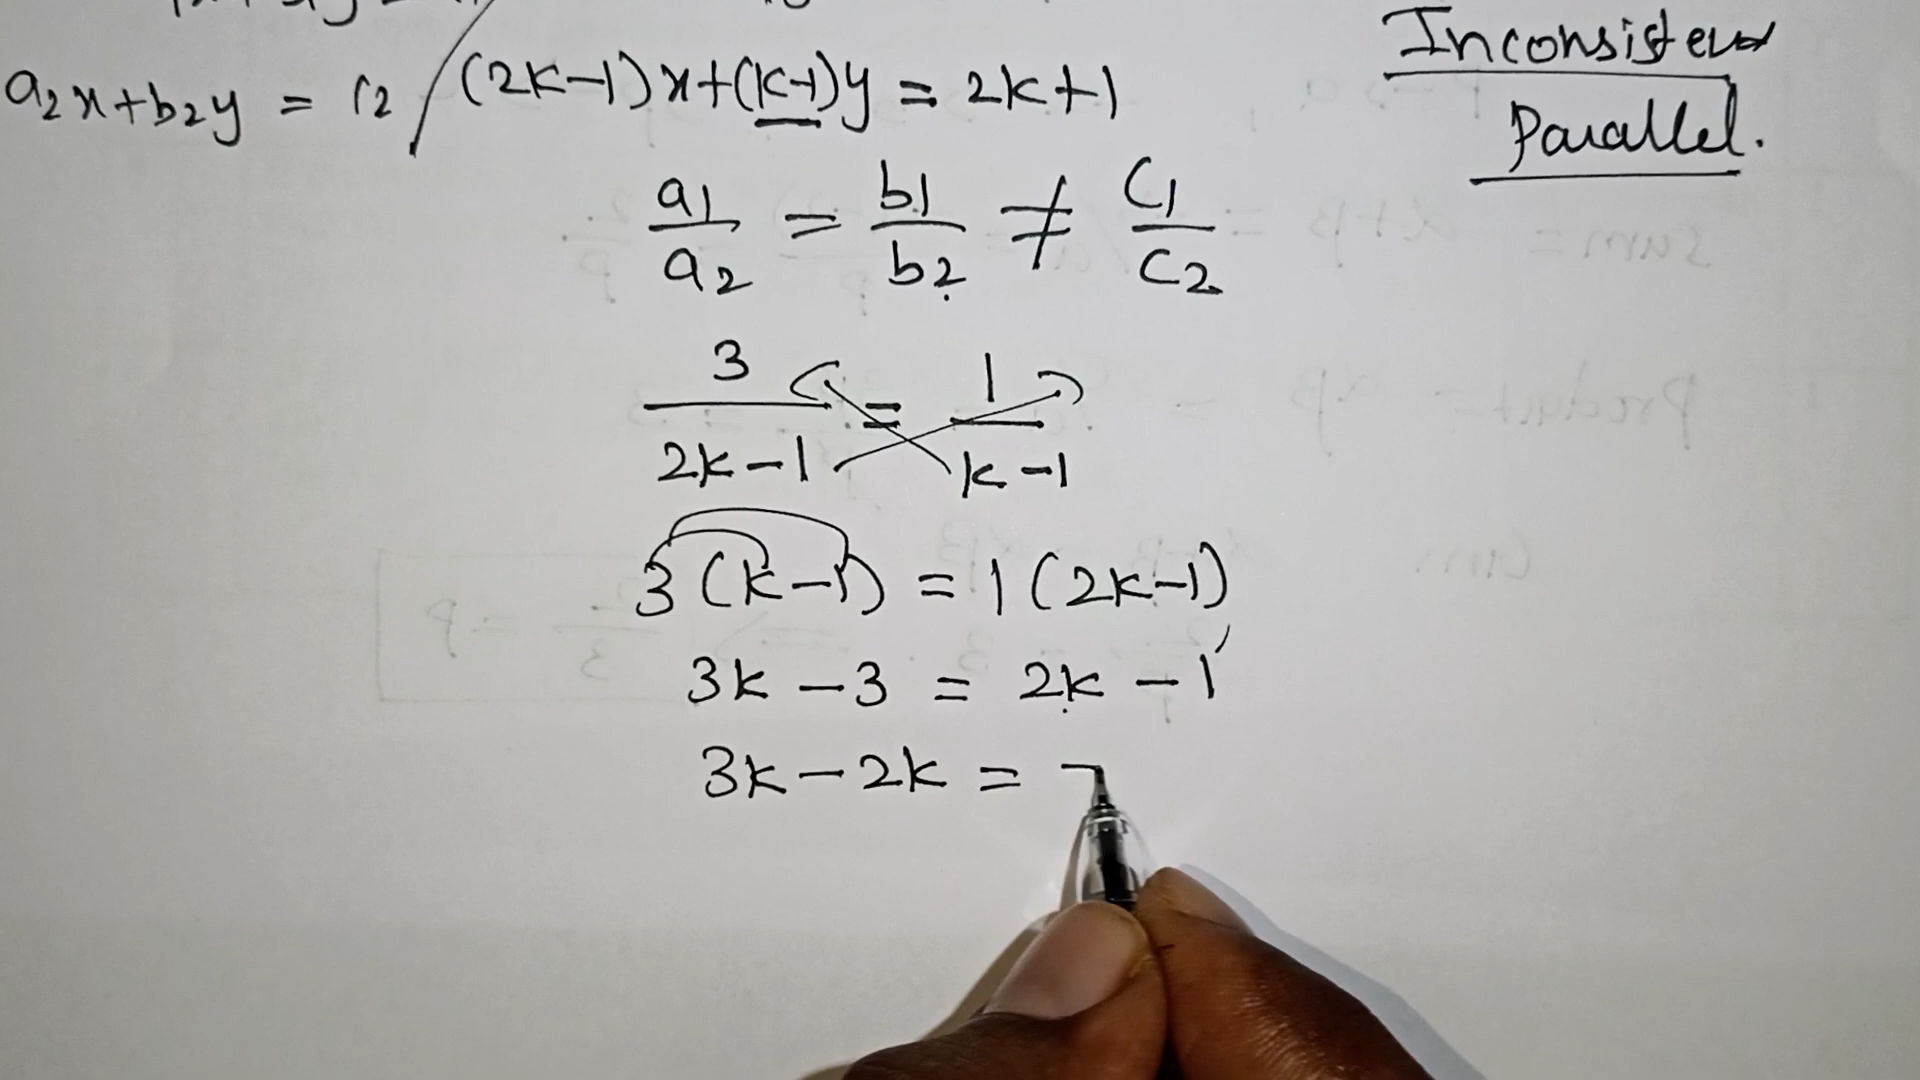 a₂x+b₂y = c₂ / (2k-1)x+(k-1)y = 2k+1
Inconsistent
Parallel.
a₁/a₂ = b₁/b₂ ≠ C₁/C₂
3/2k-1 = 1/k-1
3(k-1) = 1(2k-1)
3k - 3 = 2k - 1
3k - 2k = -